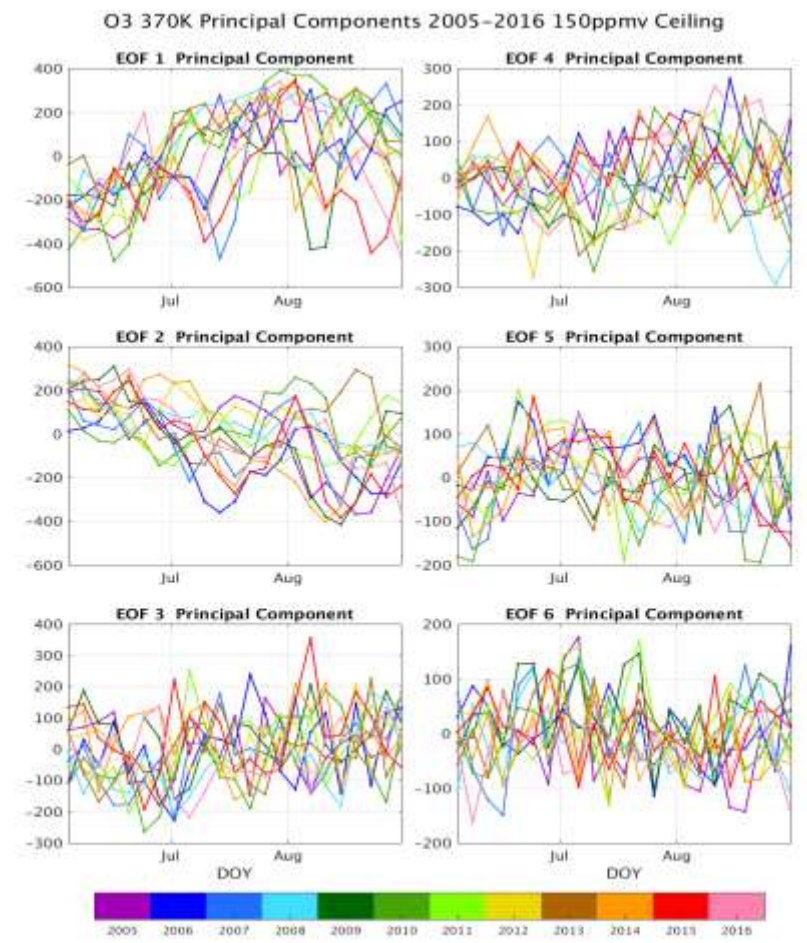 O3 370K Principal Components 2005-2016 150ppmv Ceiling
EOF 1 Principal Component
400
200
0
-200
-400
-600
Jul
Aug
EOF 4 Principal Component
300
200
100
0
-100
-200
-300
Jul
Aug
EOF 2 Principal Component
400
200
0
-200
-400
-600
Jul
Aug
EOF 5 Principal Component
300
200
100
0
-100
-200
Jul
Aug
EOF 3 Principal Component
400
300
200
100
0
-100
-200
-300
Jul
Aug
DOY
EOF 6 Principal Component
200
100
0
-100
-200
Jul
Aug
DOY
2005 2006 2007 2008 2009 2010 2011 2012 2013 2014 2015 2016